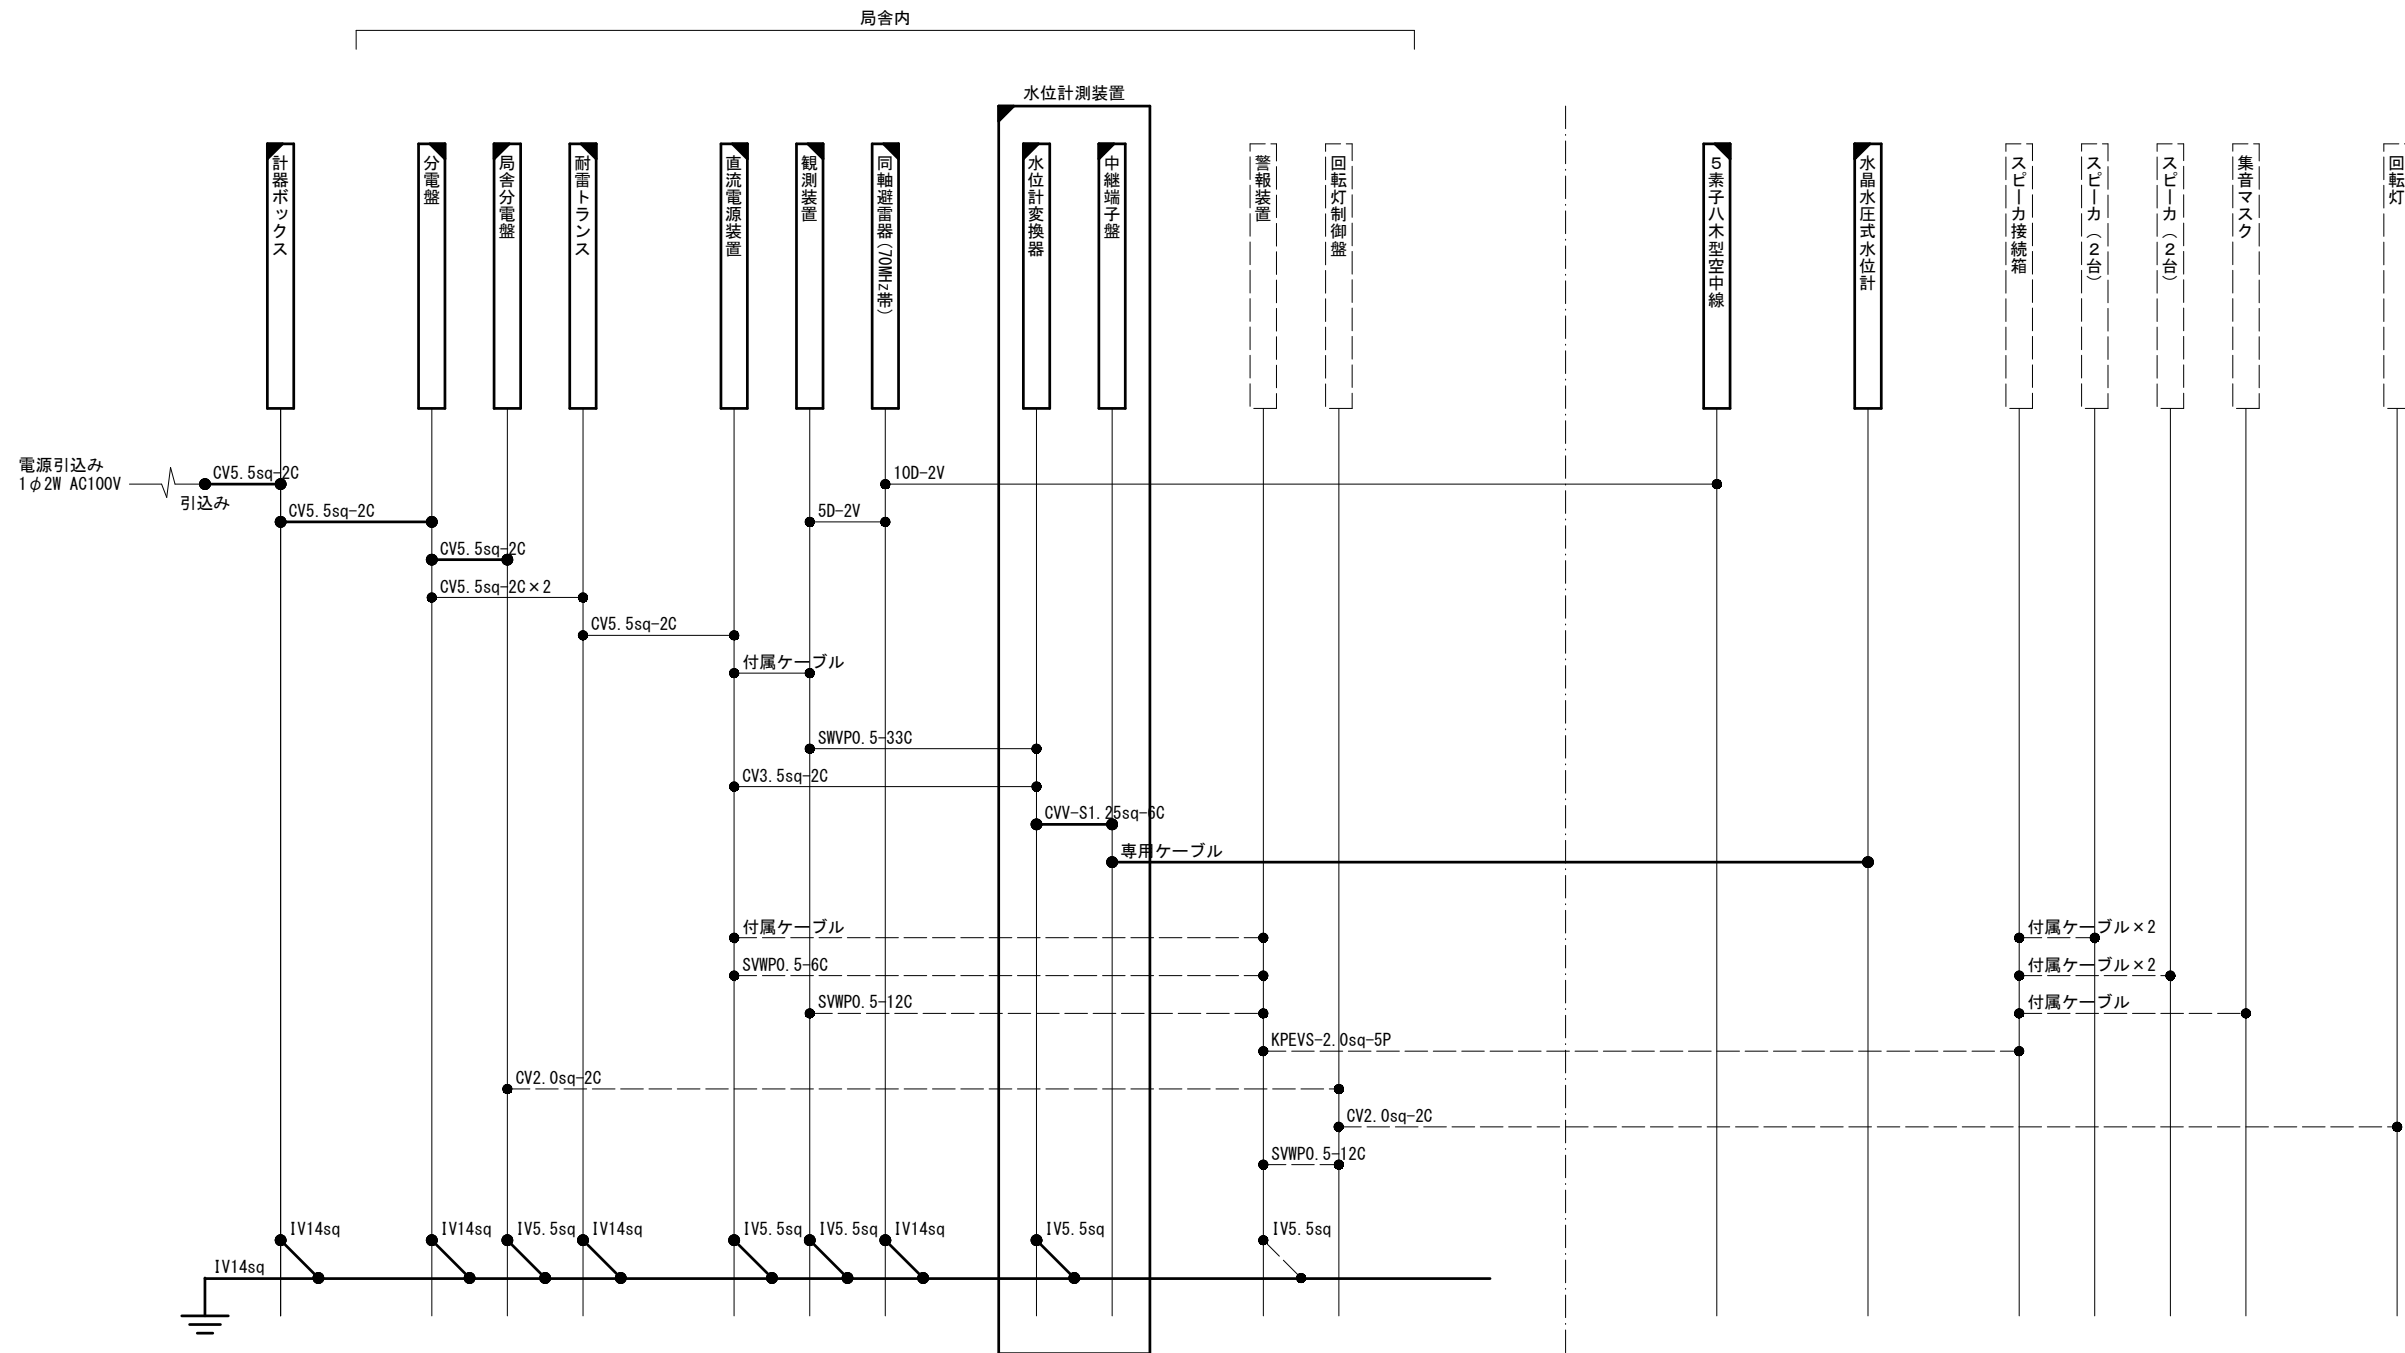 局舎内
水位計測装置
計器ボックス
分電盤
局舎分電盤
耐雷トランス
直流電源装置
観測装置
同軸避雷器(70MHz帯)
水位計変換器
中継端子盤
警報装置
回転灯制御盤
5素子八木型空中線
水晶水圧式水位計
スピーカ接続箱
スピーカ(2台)
スピーカ(2台)
集音マスク
回転灯
電源引込み
1φ2W AC100V
CV5.5sq-2C
引込み
10D-2V
CV5.5sq-2C
5D-2V
CV5.5sq-2C
CV5.5sq-2C×2
CV5.5sq-2C
付属ケーブル
SWVP0.5-33C
CV3.5sq-2C
CVV-S1.25sq-6C
専用ケーブル
付属ケーブル
付属ケーブル×2
SVWP0.5-6C
付属ケーブル×2
SVWP0.5-12C
付属ケーブル
KPEVS-2.0sq-5P
CV2.0sq-2C
CV2.0sq-2C
SVWP0.5-12C
IV14sq
IV14sq
IV5.5sq
IV14sq
IV5.5sq
IV5.5sq
IV14sq
IV5.5sq
IV5.5sq
IV14sq